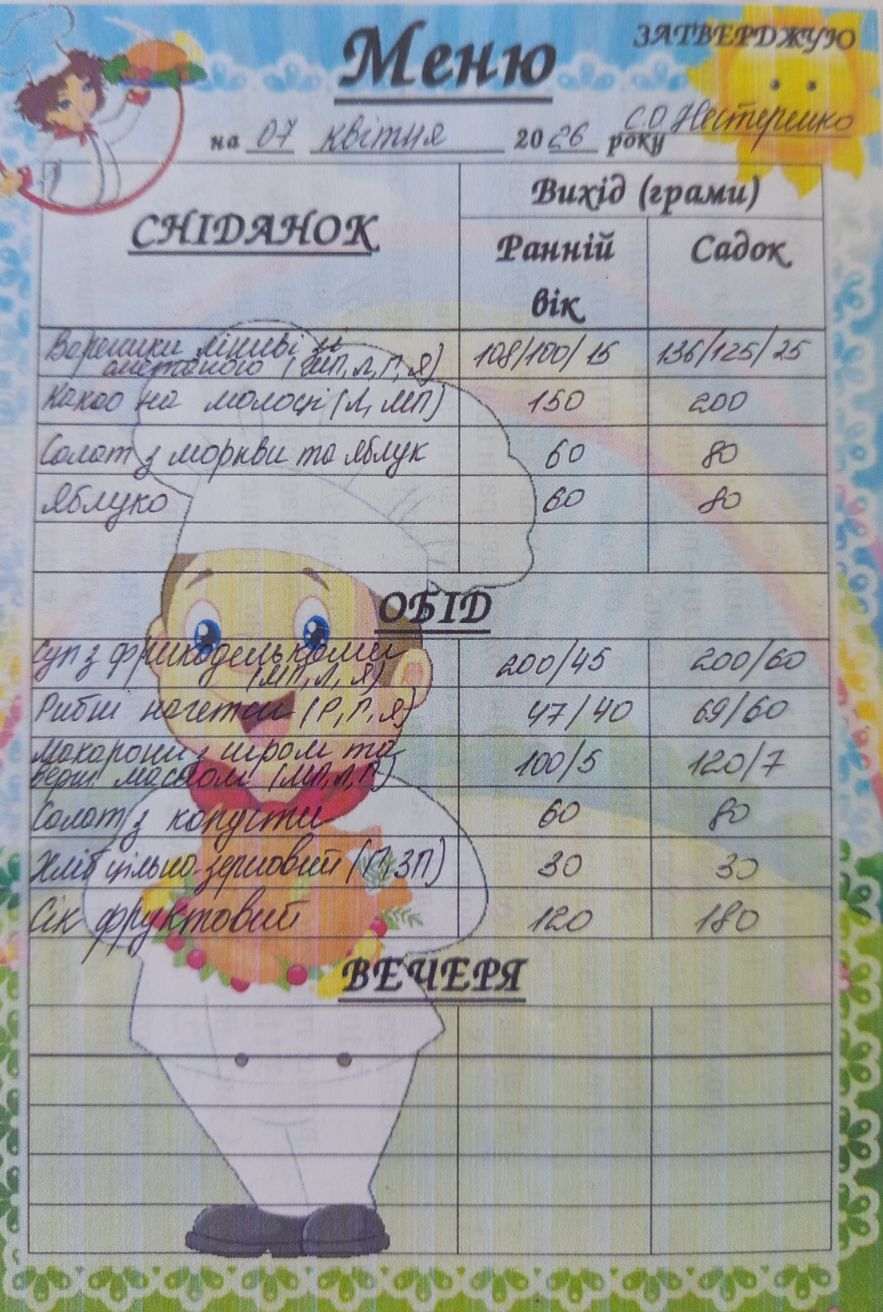 ЗАТВЕРДЖУЮ
Меню
на 07 квітня 2026 року С.О Нестеренко
СНІДАНОК
Вихід (грами)
Ранній вік
Садок
Вареники ліниві зі
сметаною (МП, Л, Г, Я) 108/100/15 136/125/25
Какао на молоці (Л, МП) 150 200
Салат з моркви та яблук 60 80
Яблуко 60 80
ОБІД
Суп з фрикадельками
(МП, Л, Я) 200/45 200/60
Рибні нагетси (Р, Г, Я) 47/40 69/60
Макарони з сиром та
верш маслом (МП, Л, Г) 100/5 120/7
Салат з капусти 60 80
Хліб цільно-зерновий (Г, ЗП) 30 30
Сік фруктовий 120 180
ВЕЧЕРЯ